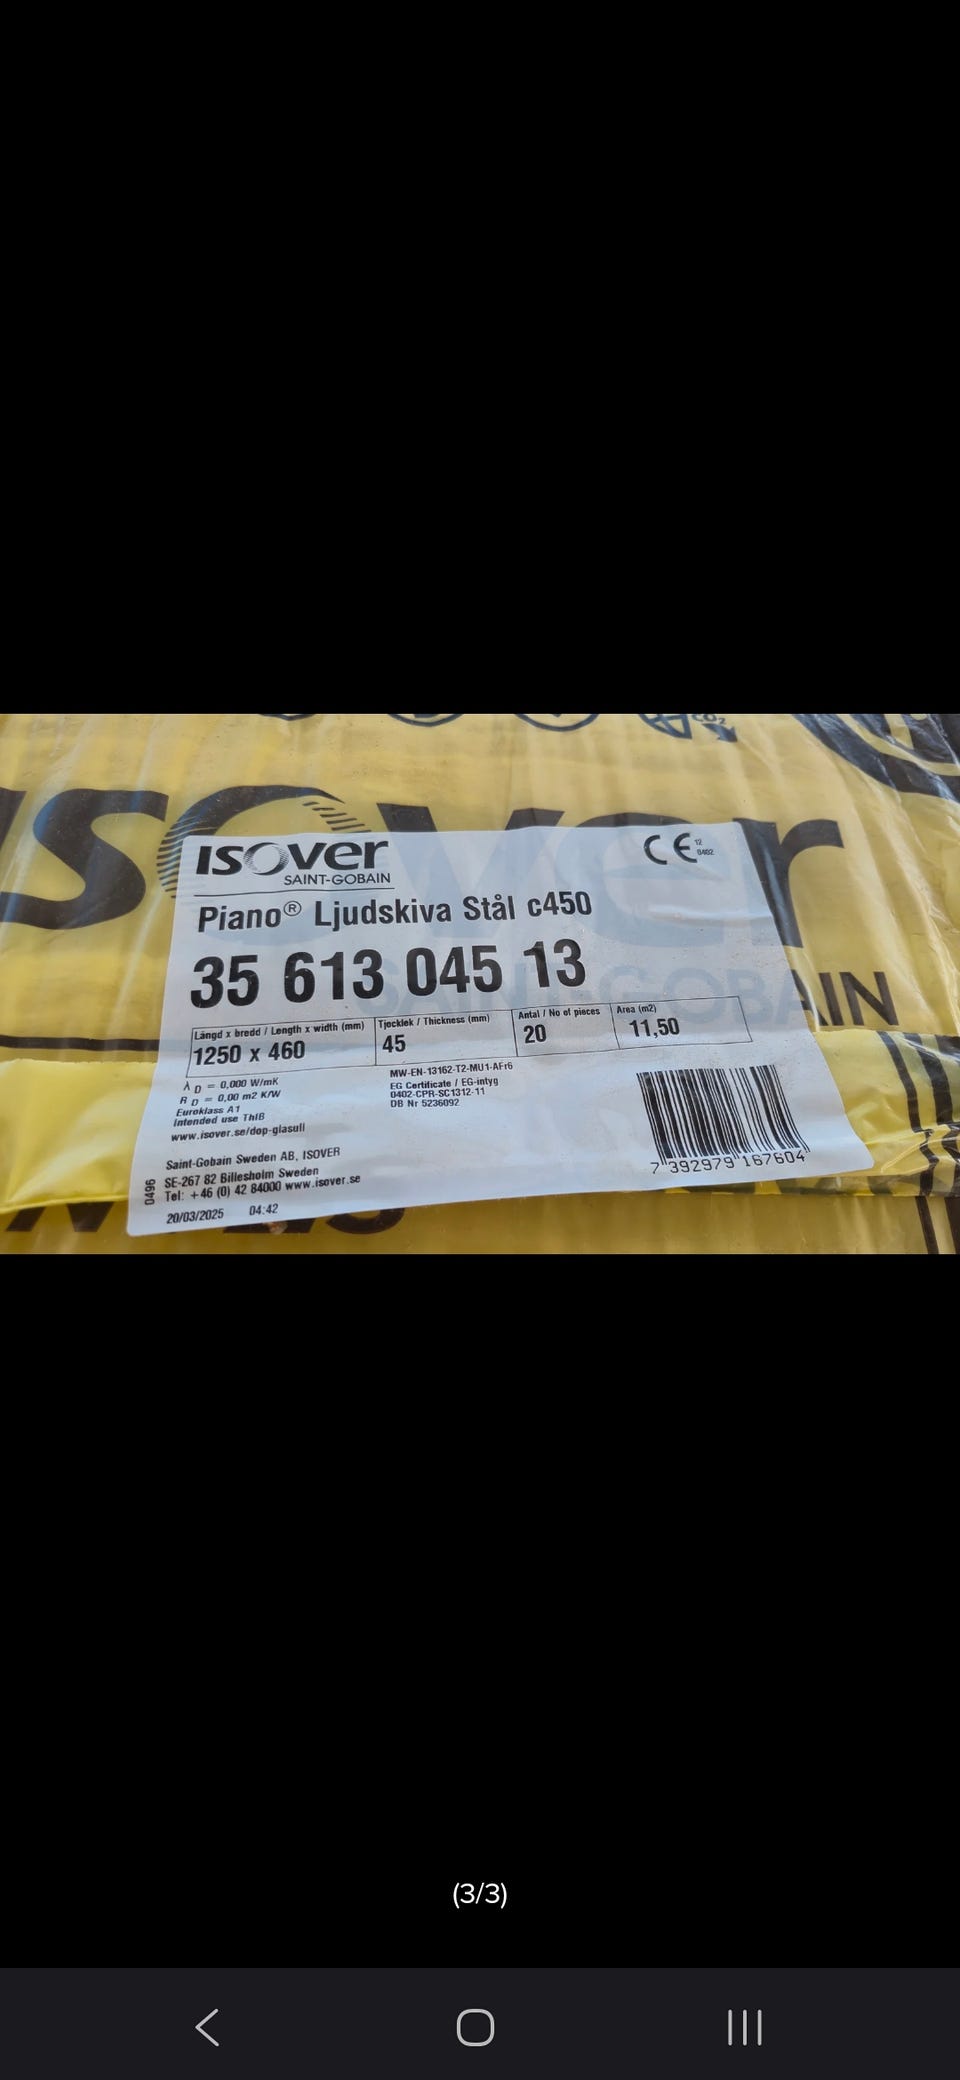 CO2
ISOver
ISOver
SAINT-GOBAIN
CE 12
0402
Piano® Ljudskiva Stål c450
35 613 045 13
SAINT-GOBAIN
Längd x bredd / Length x width (mm) Tjocklek / Thickness (mm) Antal / No of pieces Area (m2)
1250 x 460 45 20 11,50
λ D = 0,000 W/mK
R D = 0,00 m2 K/W
Euroklass A1
Intended use ThIB
www.isover.se/dop-glasull
MW-EN-13162-T2-MU1-AFr6
EG Certificate / EG-intyg
0402-CPR-SC1312-11
DB Nr 5236092
7 392979 167604
Saint-Gobain Sweden AB, ISOVER
SE-267 82 Billesholm Sweden
Tel: +46 (0) 42 84000 www.isover.se
0496
20/03/2025 04:42
(3/3)